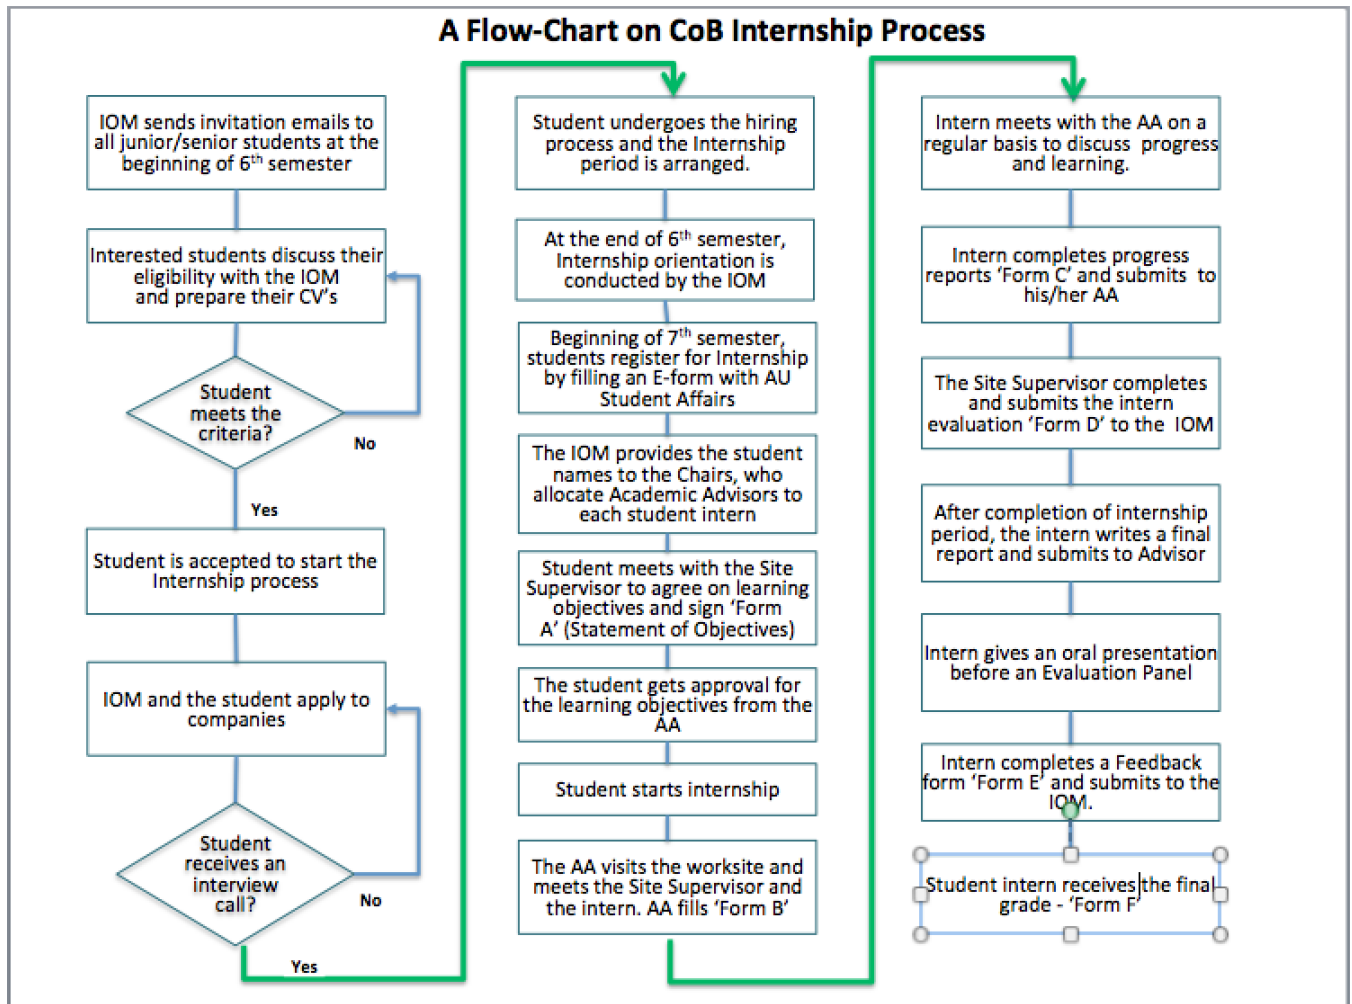 A Flow-Chart on CoB Internship Process
IOM sends invitation emails to
all junior/senior students at the
beginning of 6th semester
Interested students discuss their
eligibility with the IOM
and prepare their CV's
Student
meets the
criteria?
No
Yes
Student is accepted to start the
Internship process
IOM and the student apply to
companies
Student
receives an
interview
call?
No
Yes
Student undergoes the hiring
process and the Internship
period is arranged.
At the end of 6th semester,
Internship orientation is
conducted by the IOM
Beginning of 7th semester,
students register for Internship
by filling an E-form with AU
Student Affairs
The IOM provides the student
names to the Chairs, who
allocate Academic Advisors to
each student intern
Student meets with the Site
Supervisor to agree on learning
objectives and sign ‘Form
A’ (Statement of Objectives)
The student gets approval for
the learning objectives from the
AA
Student starts internship
The AA visits the worksite and
meets the Site Supervisor and
the intern. AA fills ‘Form B’
Intern meets with the AA on a
regular basis to discuss progress
and learning.
Intern completes progress
reports ‘Form C’ and submits to
his/her AA
The Site Supervisor completes
and submits the intern
evaluation ‘Form D’ to the IOM
After completion of internship
period, the intern writes a final
report and submits to Advisor
Intern gives an oral presentation
before an Evaluation Panel
Intern completes a Feedback
form ‘Form E’ and submits to the
IOM.
Student intern receives the final
grade - ‘Form F’